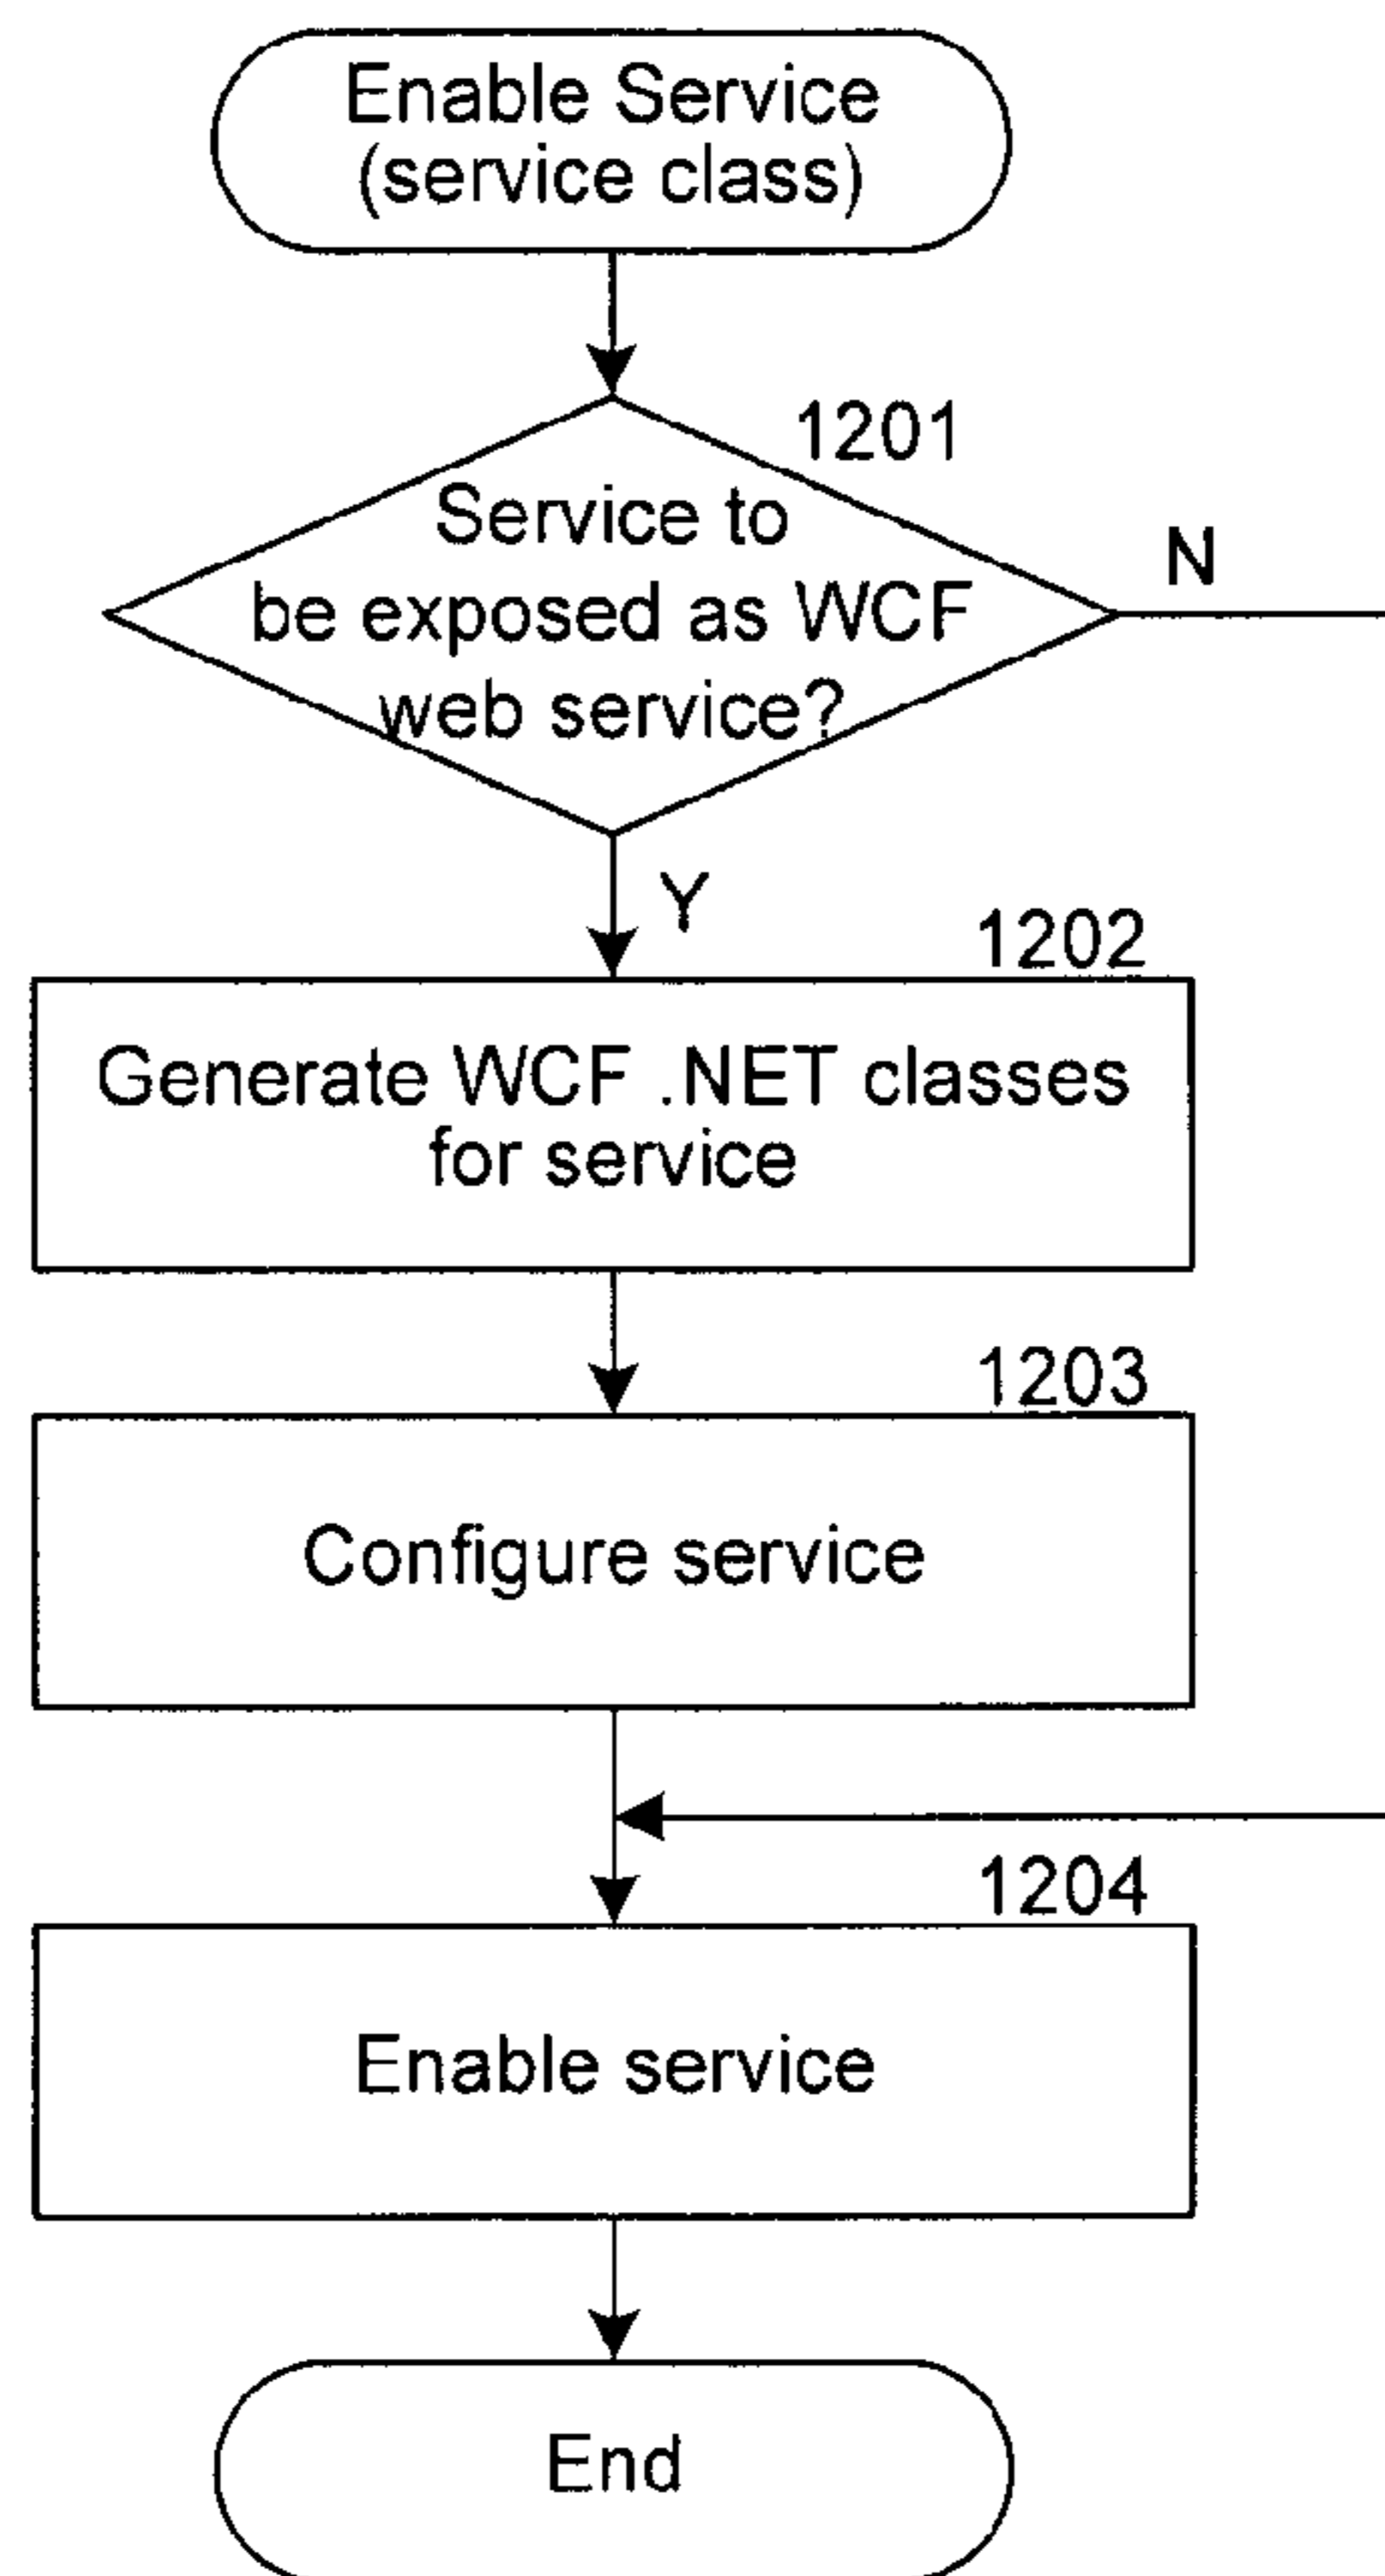 Enable Service
(service class)
1201
Service to
be exposed as WCF
web service?
N
Y
1202
Generate WCF .NET classes
for service
1203
Configure service
1204
Enable service
End